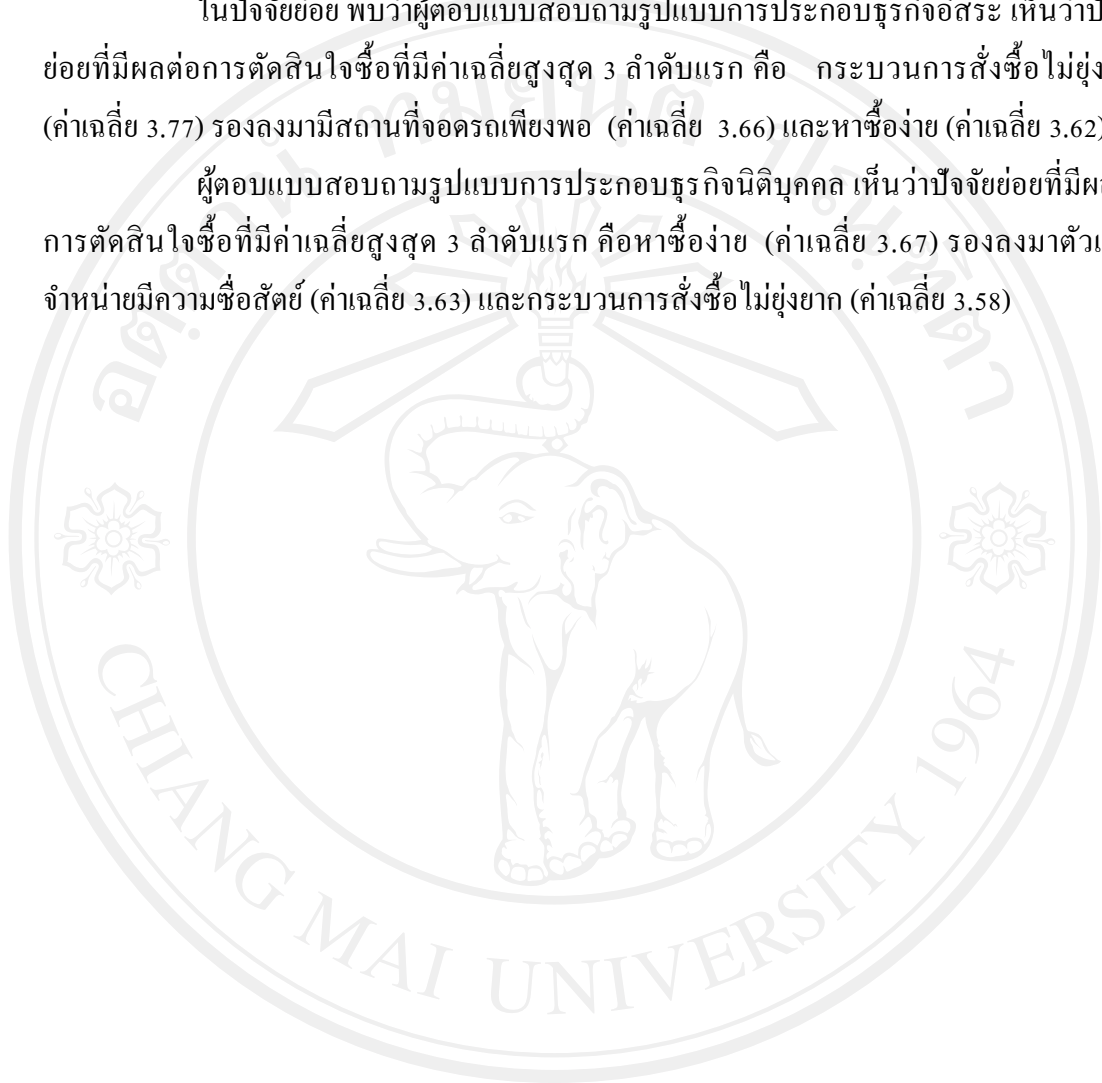 ในปัจจัยย่อย พบว่าผู้ตอบแบบสอบถามรูปแบบการประกอบธุรกิจอิสระ เห็นว่า
ย่อยที่มีผลต่อการตัดสินใจซื้อที่มีค่าเฉลี่ยสูงสุด 3 ลำดับแรก คือ กระบวนการสั่งซื้อไม่
(ค่าเฉลี่ย 3.77) รองลงมามีสถานที่จอดรถเพียงพอ (ค่าเฉลี่ย 3.66) และหาซื้อง่าย (ค่าเฉลี่ย 3.62)
ผู้ตอบแบบสอบถามรูปแบบการประกอบธุรกิจนิติบุคคล เห็นว่าปัจจัยย่อยที่มี
การตัดสินใจซื้อที่มีค่าเฉลี่ยสูงสุด 3 ลำดับแรก คือหาซื้อง่าย (ค่าเฉลี่ย 3.67) รองลงมา
จำหน่ายมีความซื่อสัตย์ (ค่าเฉลี่ย 3.63) และกระบวนการสั่งซื้อไม่ยุ่งยาก (ค่าเฉลี่ย 3.58)
อตฺตานํ ทมยนฺติ ปณฺฑิตา
CHIANG MAI UNIVERSITY 1964